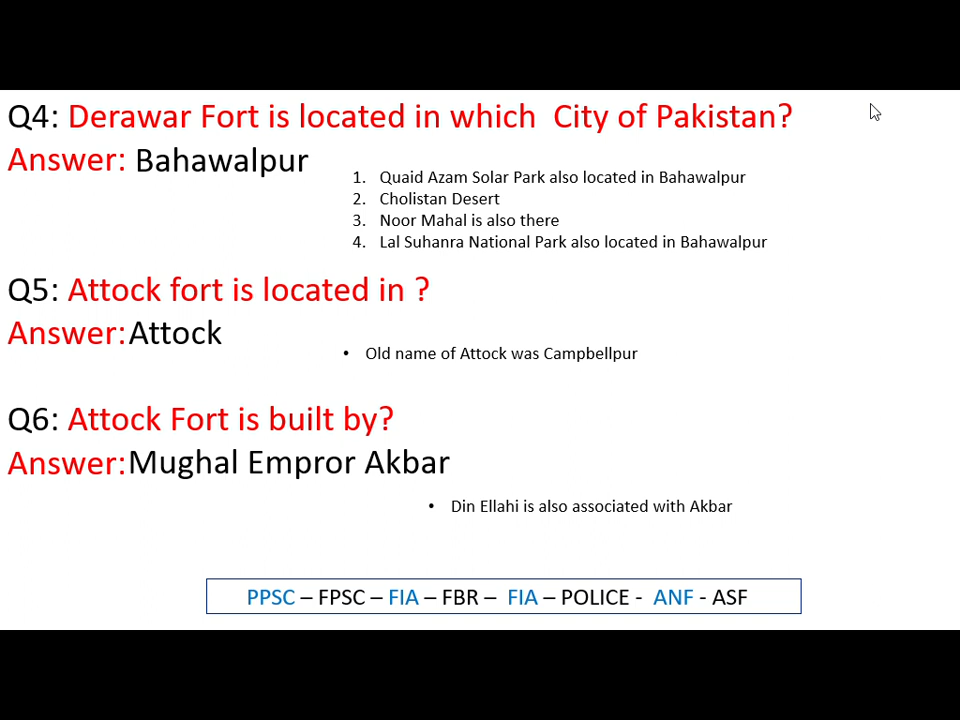 Q4: Derawar Fort is located in which City of Pakistan?
Answer: Bahawalpur
1. Quaid Azam Solar Park also located in Bahawalpur
2. Cholistan Desert
3. Noor Mahal is also there
4. Lal Suhanra National Park also located in Bahawalpur
Q5: Attock fort is located in ?
Answer: Attock
• Old name of Attock was Campbellpur
Q6: Attock Fort is built by?
Answer: Mughal Empror Akbar
• Din Ellahi is also associated with Akbar
PPSC – FPSC – FIA – FBR – FIA – POLICE - ANF - ASF